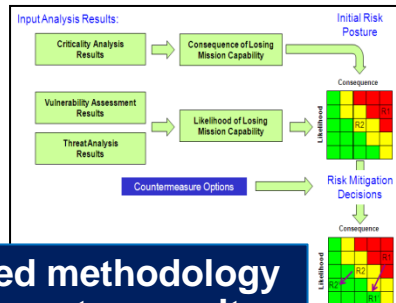 Input Analysis Results:
Initial Risk
Posture
Criticality Analysis
Results
Consequence of Losing
Mission Capability
Consequence
Vulnerability Assessment
Results
Likelihood of Losing
Mission Capability
Threat Analysis
Results
Likelihood
R1
R2
Countermeasure Options
Risk Mitigation
Decisions
Consequence
Likelihood
R1
R2
R2'
R1'
ed methodology